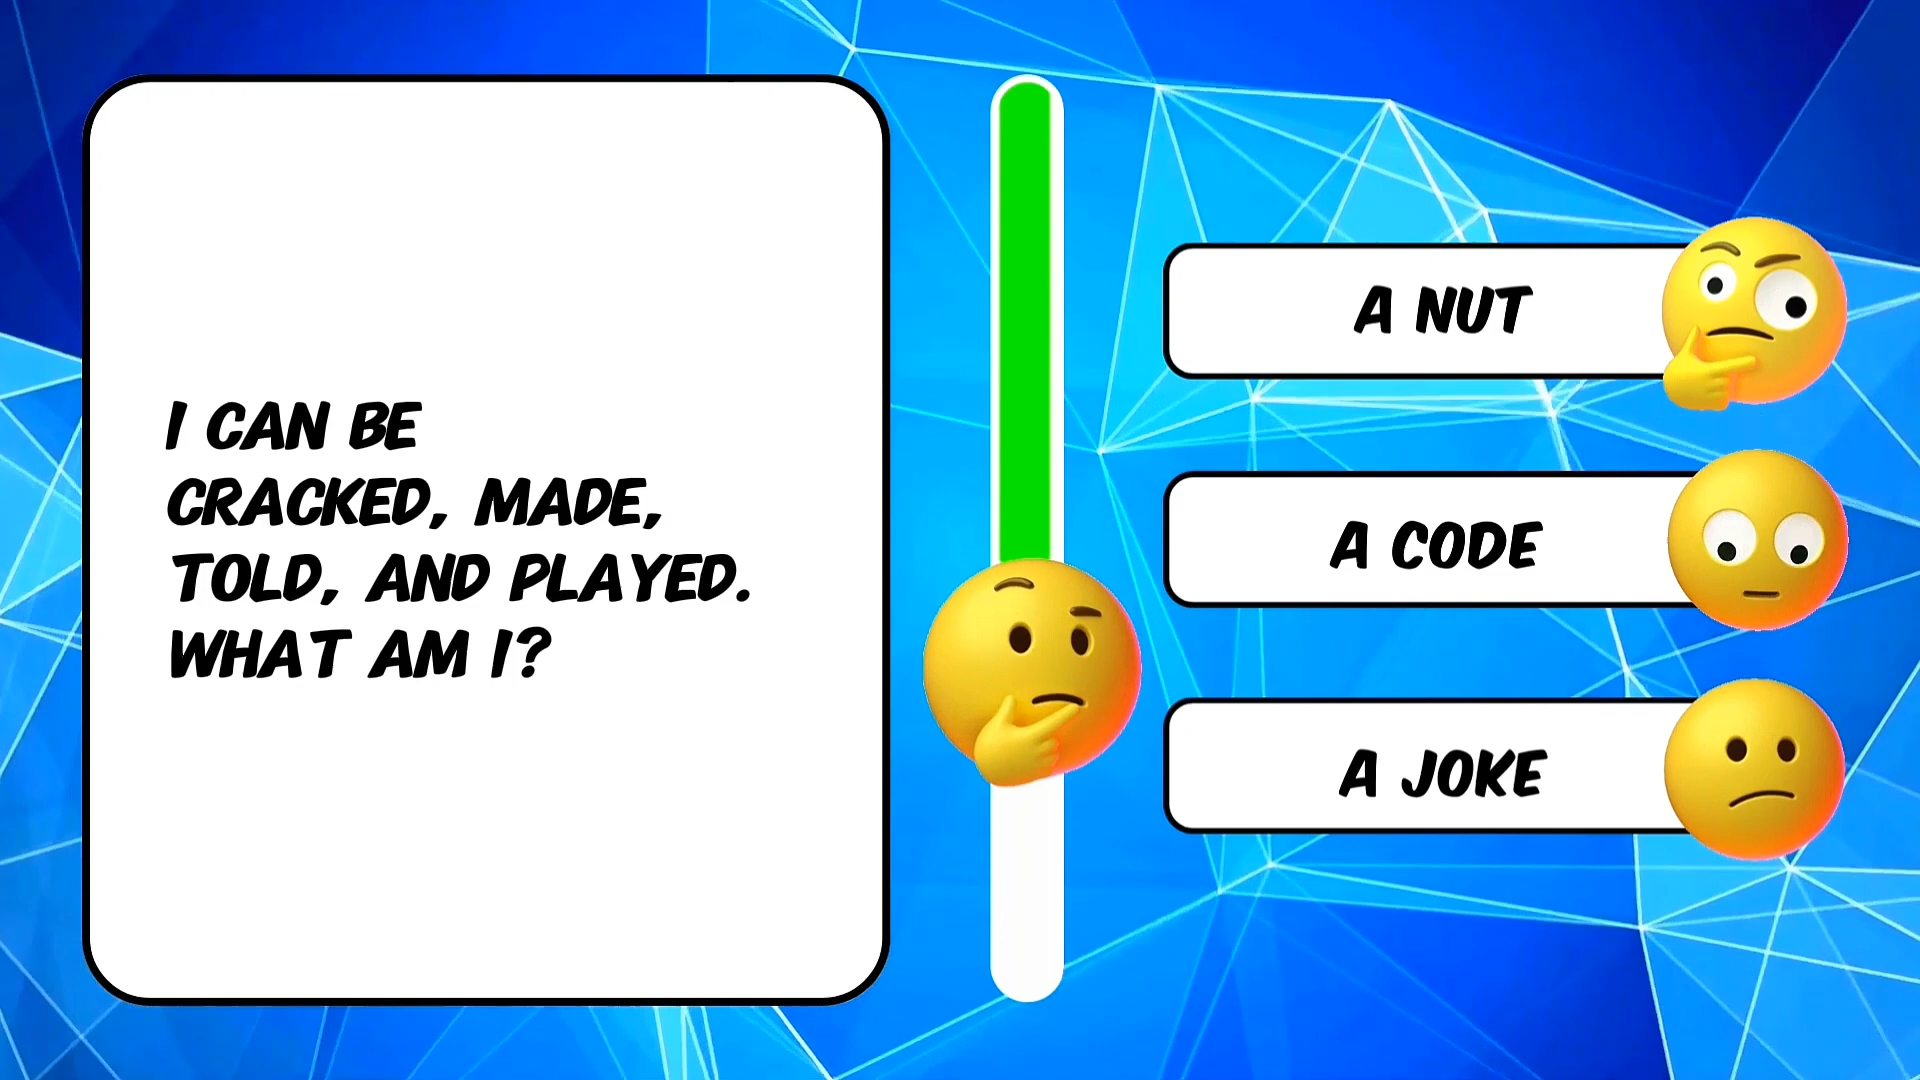 I CAN BE
CRACKED, MADE,
TOLD, AND PLAYED.
WHAT AM I?
A NUT
A CODE
A JOKE